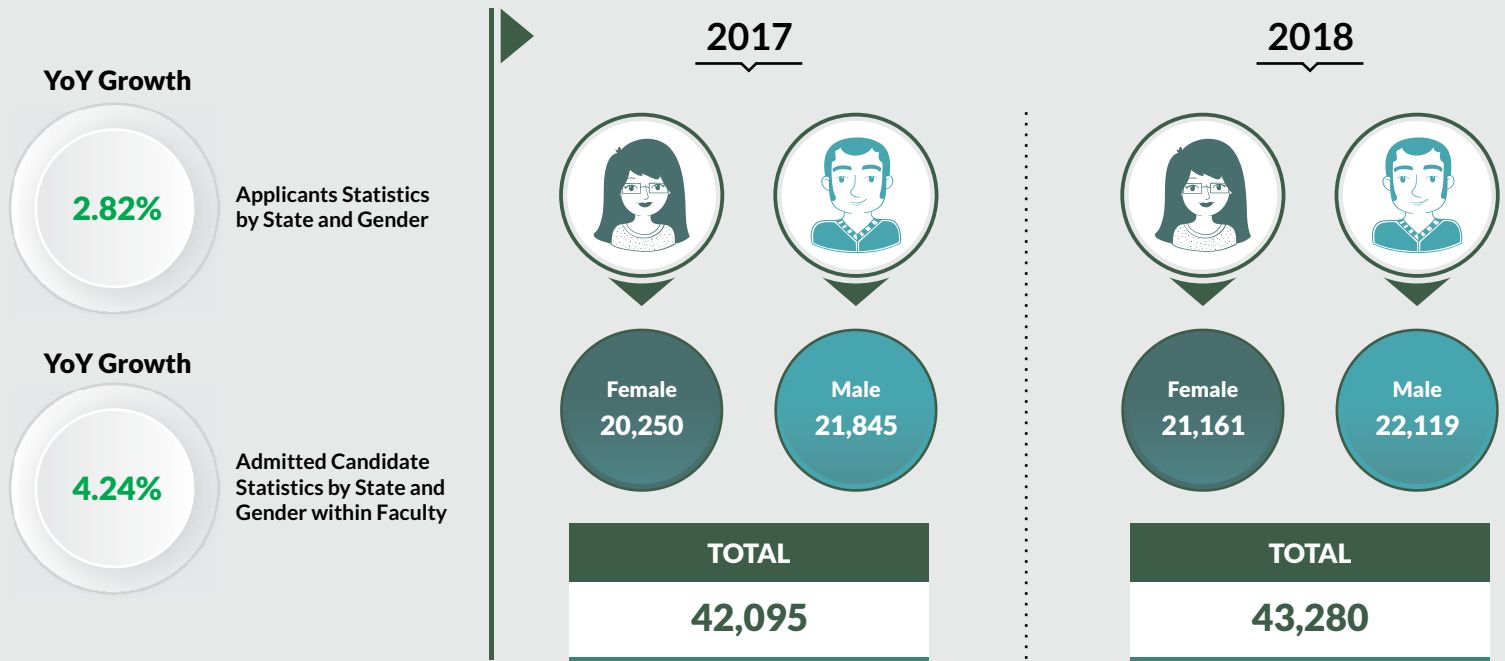 YoY Growth
2.82%
Applicants Statistics
by State and Gender
YoY Growth
4.24%
Admitted Candidate
Statistics by State and
Gender within Faculty
2017
Female
20,250
Male
21,845
TOTAL
42,095
2018
Female
21,161
Male
22,119
TOTAL
43,280